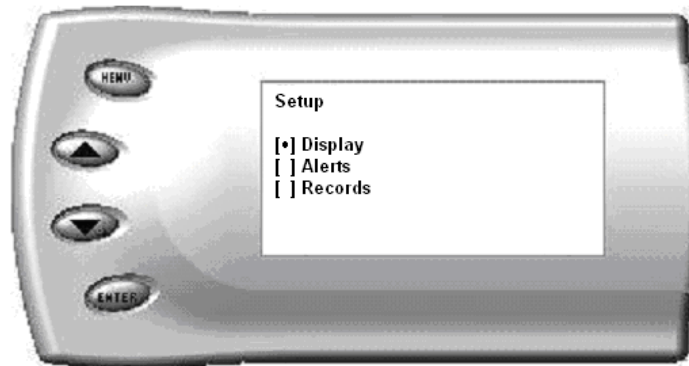 MENU
Setup
[•] Display
[ ] Alerts
[ ] Records
ENTER